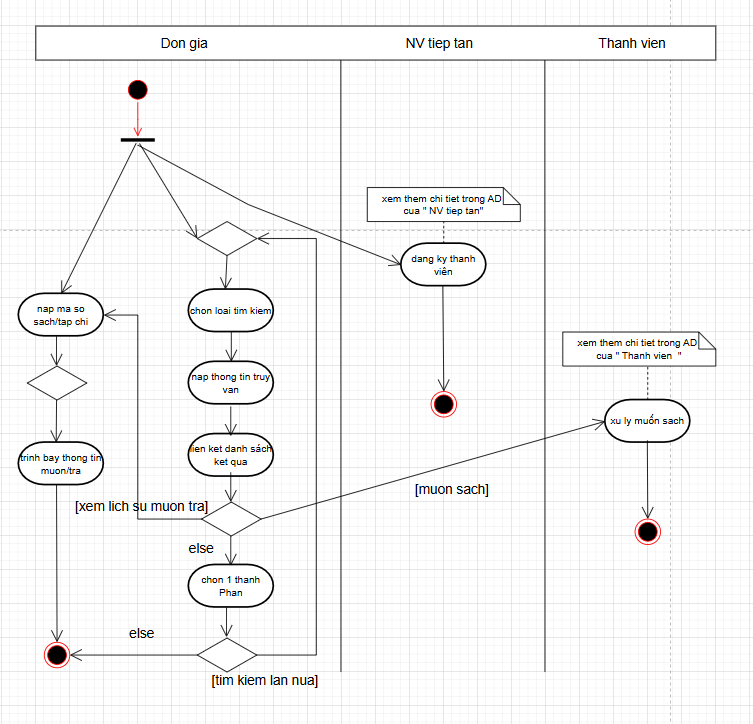 Don gia
NV tiep tan
Thanh vien
xem them chi tiet trong AD
cua " NV tiep tan"
dang ky thanh
viên
nap ma so
sach/tap chi
chon loai tim kiem
xem them chi tiet trong AD
cua " Thanh vien "
nap thong tin truy
van
xu ly muốn sach
trinh bay thong tin
muon/tra
lien ket danh sách
ket qua
[muon sach]
[xem lich su muon tra]
else
chon 1 thanh
Phan
else
[tim kiem lan nua]